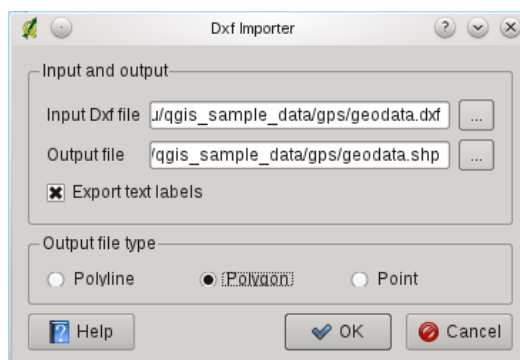 Dxf Importer
Input and output
Input Dxf file u/qgis_sample_data/gps/geodata.dxf ...
Output file /qgis_sample_data/gps/geodata.shp ...
Export text labels
Output file type
Polyline Polygon Point
Help OK Cancel